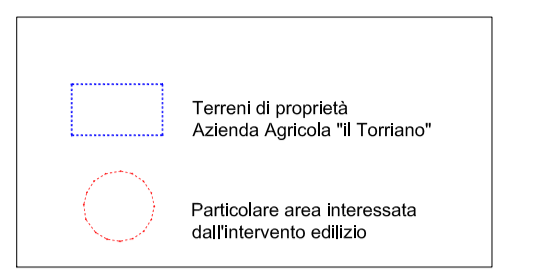 Terreni di proprietà
Azienda Agricola "il Torriano"
Particolare area interessata
dall'intervento edilizio